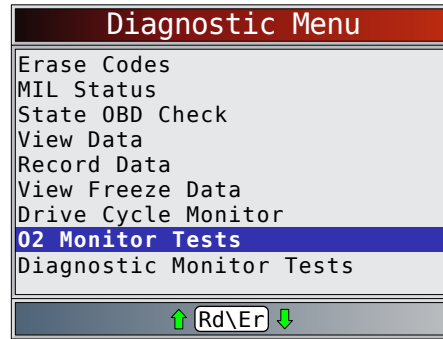 Diagnostic Menu
Erase Codes
MIL Status
State OBD Check
View Data
Record Data
View Freeze Data
Drive Cycle Monitor
O2 Monitor Tests
Diagnostic Monitor Tests
Rd\Er